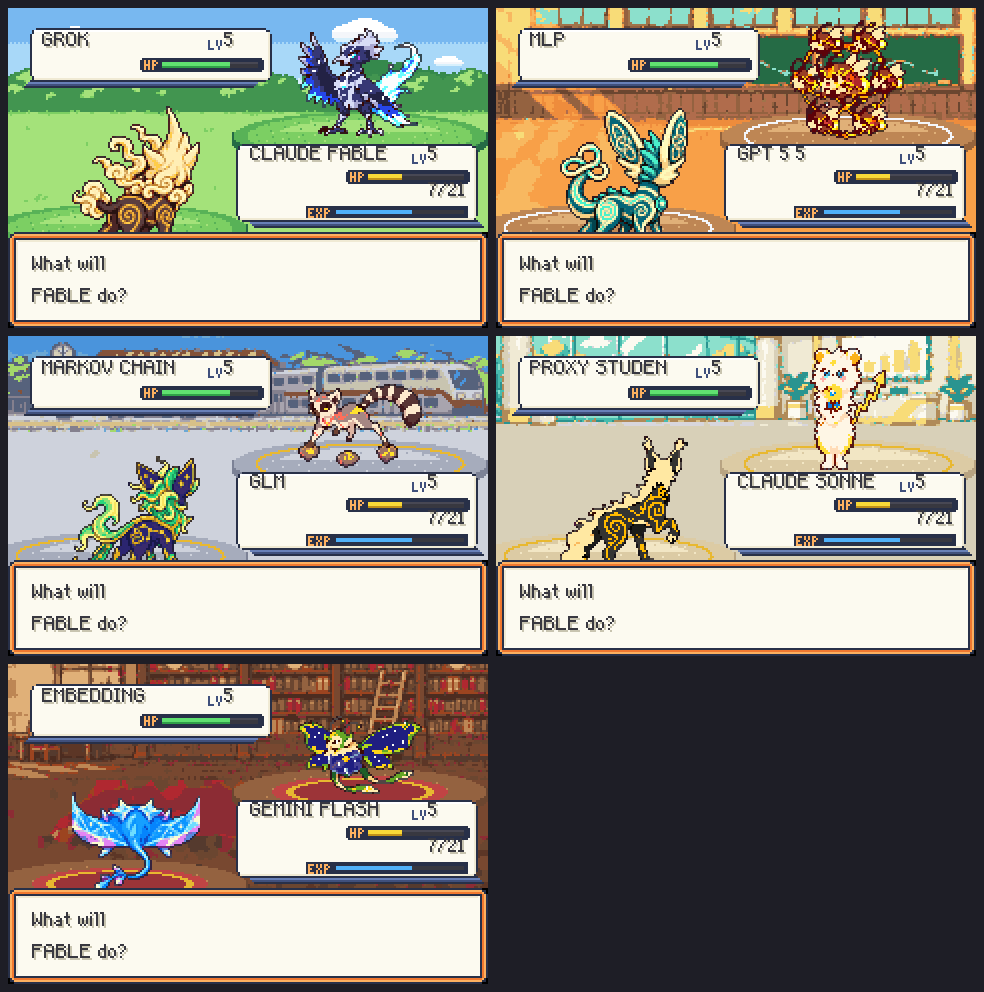 GROK Lv5
HP
CLAUDE FABLE Lv5
HP
7/21
EXP
What will
FABLE do?
MLP Lv5
HP
GPT 5 5 Lv5
HP
7/21
EXP
What will
FABLE do?
MARKOV CHAIN Lv5
HP
GLM Lv5
HP
7/21
EXP
What will
FABLE do?
PROXY STUDEN Lv5
HP
CLAUDE SONNE Lv5
HP
7/21
EXP
What will
FABLE do?
EMBEDDING Lv5
HP
GEMINI FLASH Lv5
HP
7/21
EXP
What will
FABLE do?